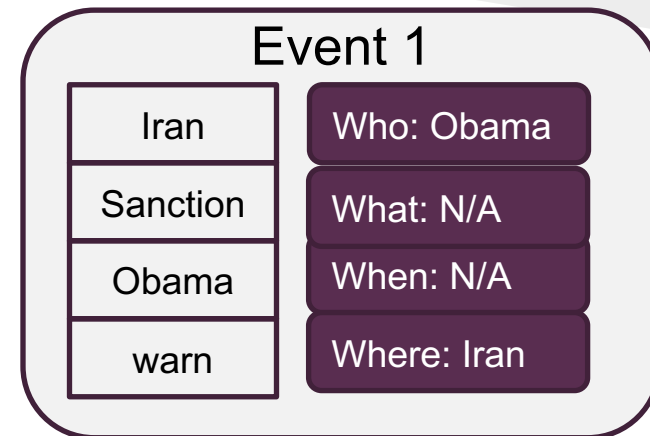 Event 1
Iran
Sanction
Obama
warn
Who: Obama
What: N/A
When: N/A
Where: Iran